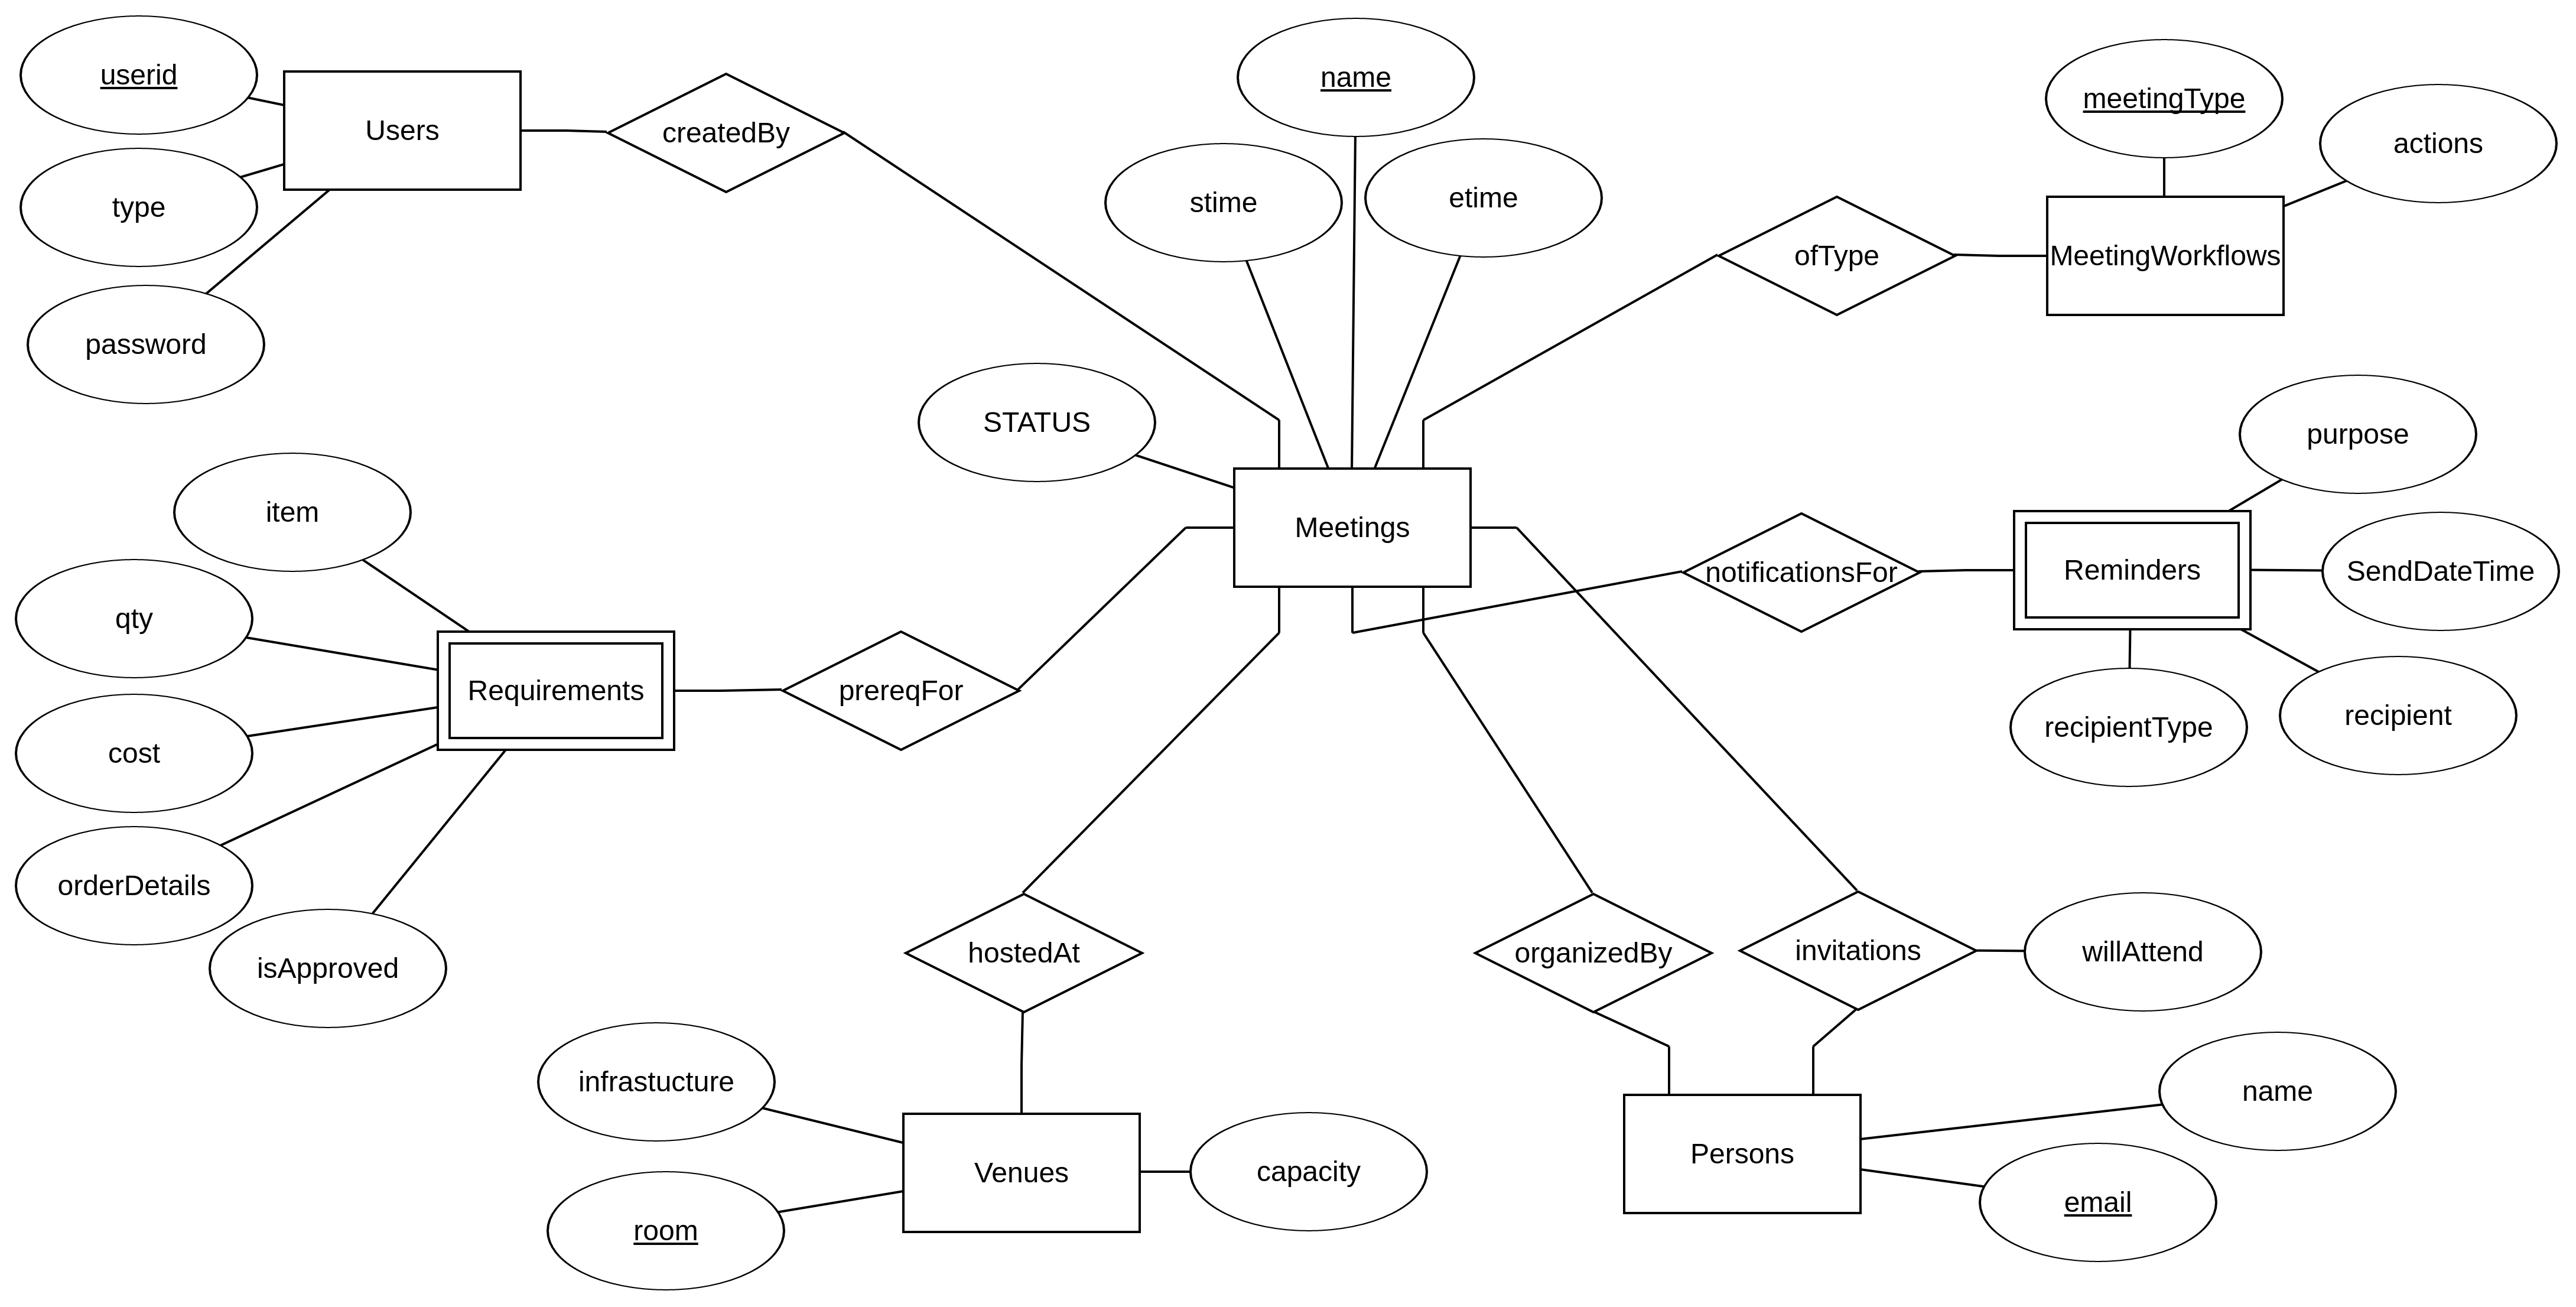 userid
Users
createdBy
type
password
name
stime
etime
STATUS
Meetings
meetingType
actions
ofType
MeetingWorkflows
purpose
notificationsFor
Reminders
SendDateTime
recipientType
recipient
item
qty
Requirements
prereqFor
cost
orderDetails
isApproved
hostedAt
organizedBy
invitations
willAttend
infrastucture
Venues
capacity
room
Persons
name
email